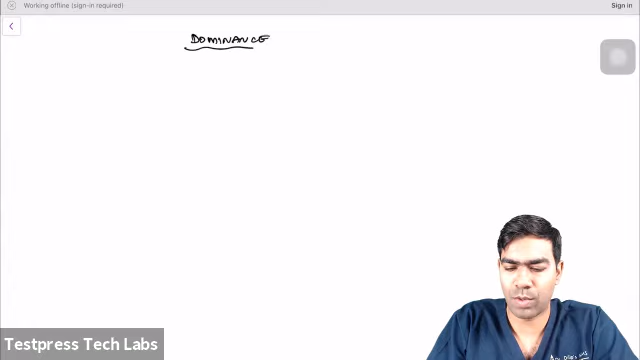 Working offline (sign-in required)
Sign in
DOMINANCE
Testpress Tech Labs